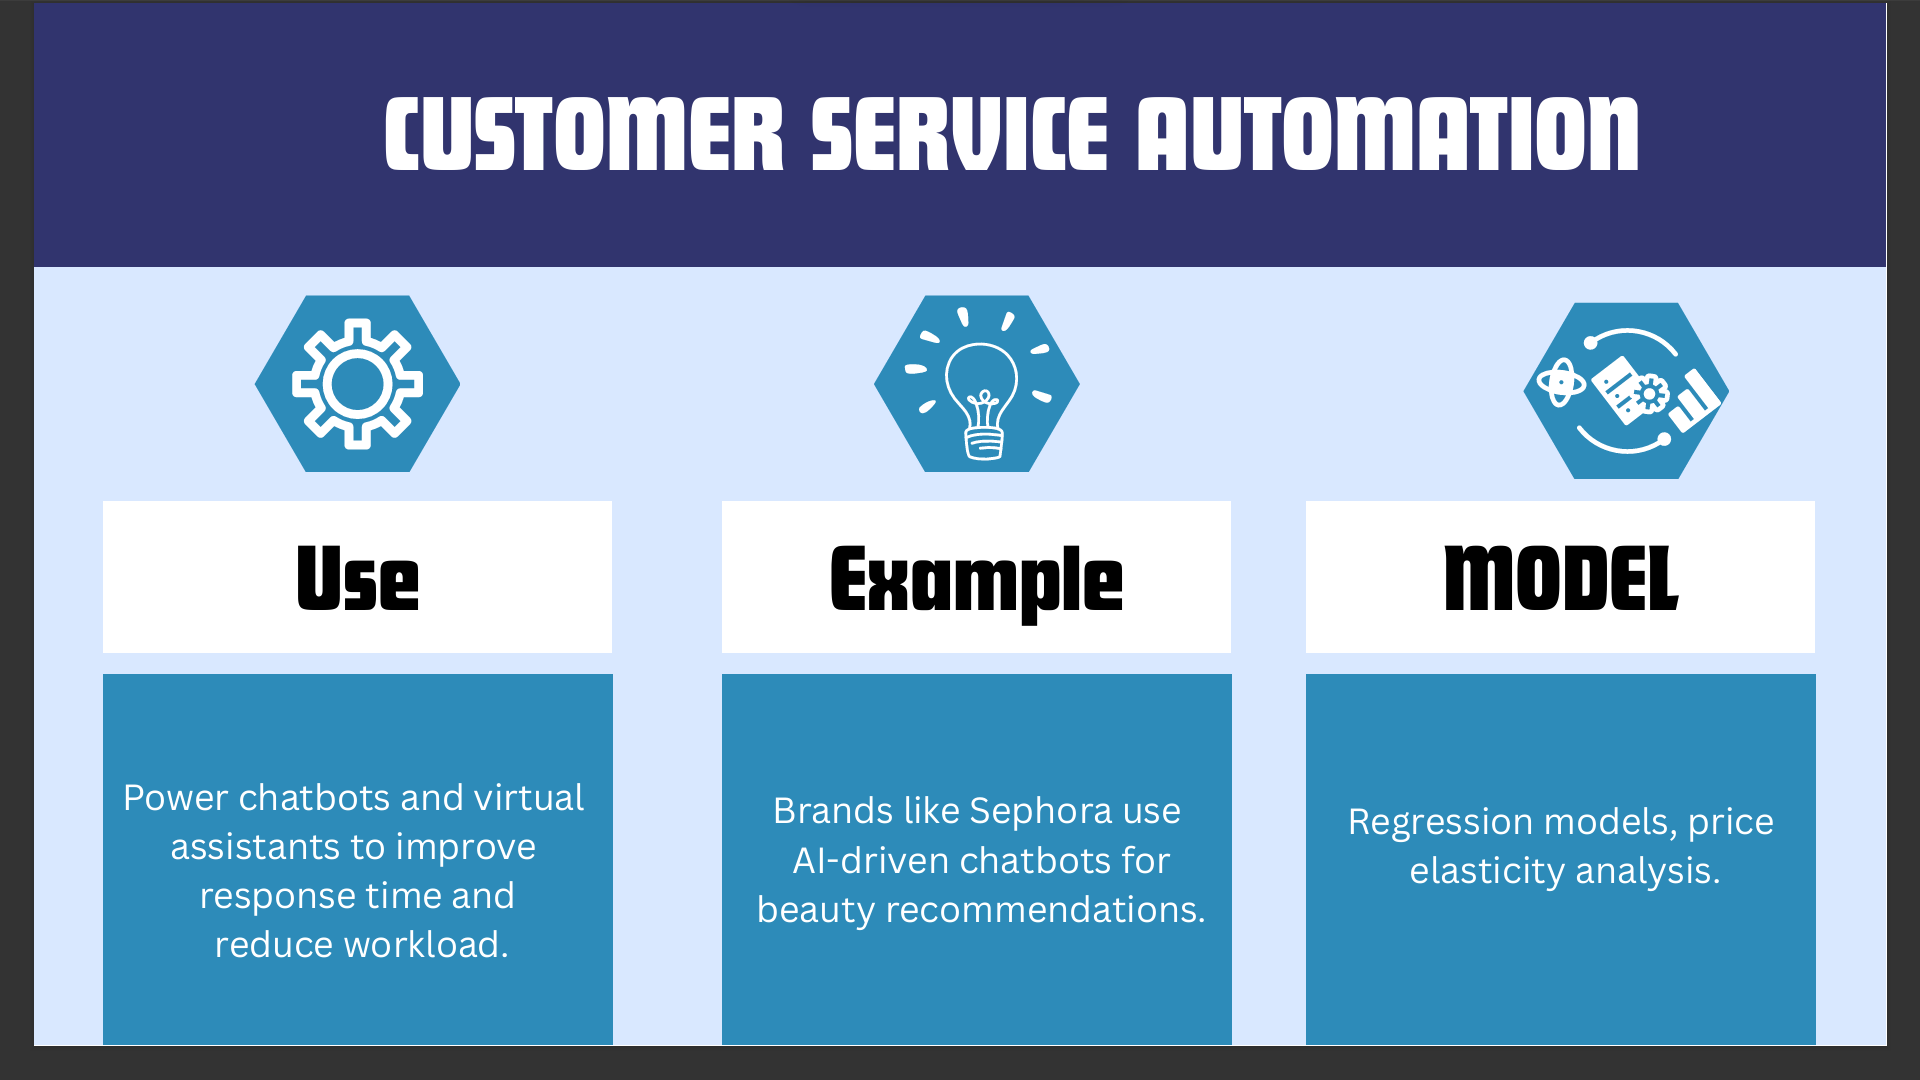 CUSTOMER SERVICE AUTOMATION
Use
Power chatbots and virtual
assistants to improve
response time and
reduce workload.
Example
Brands like Sephora use
AI-driven chatbots for
beauty recommendations.
MODEL
Regression models, price
elasticity analysis.